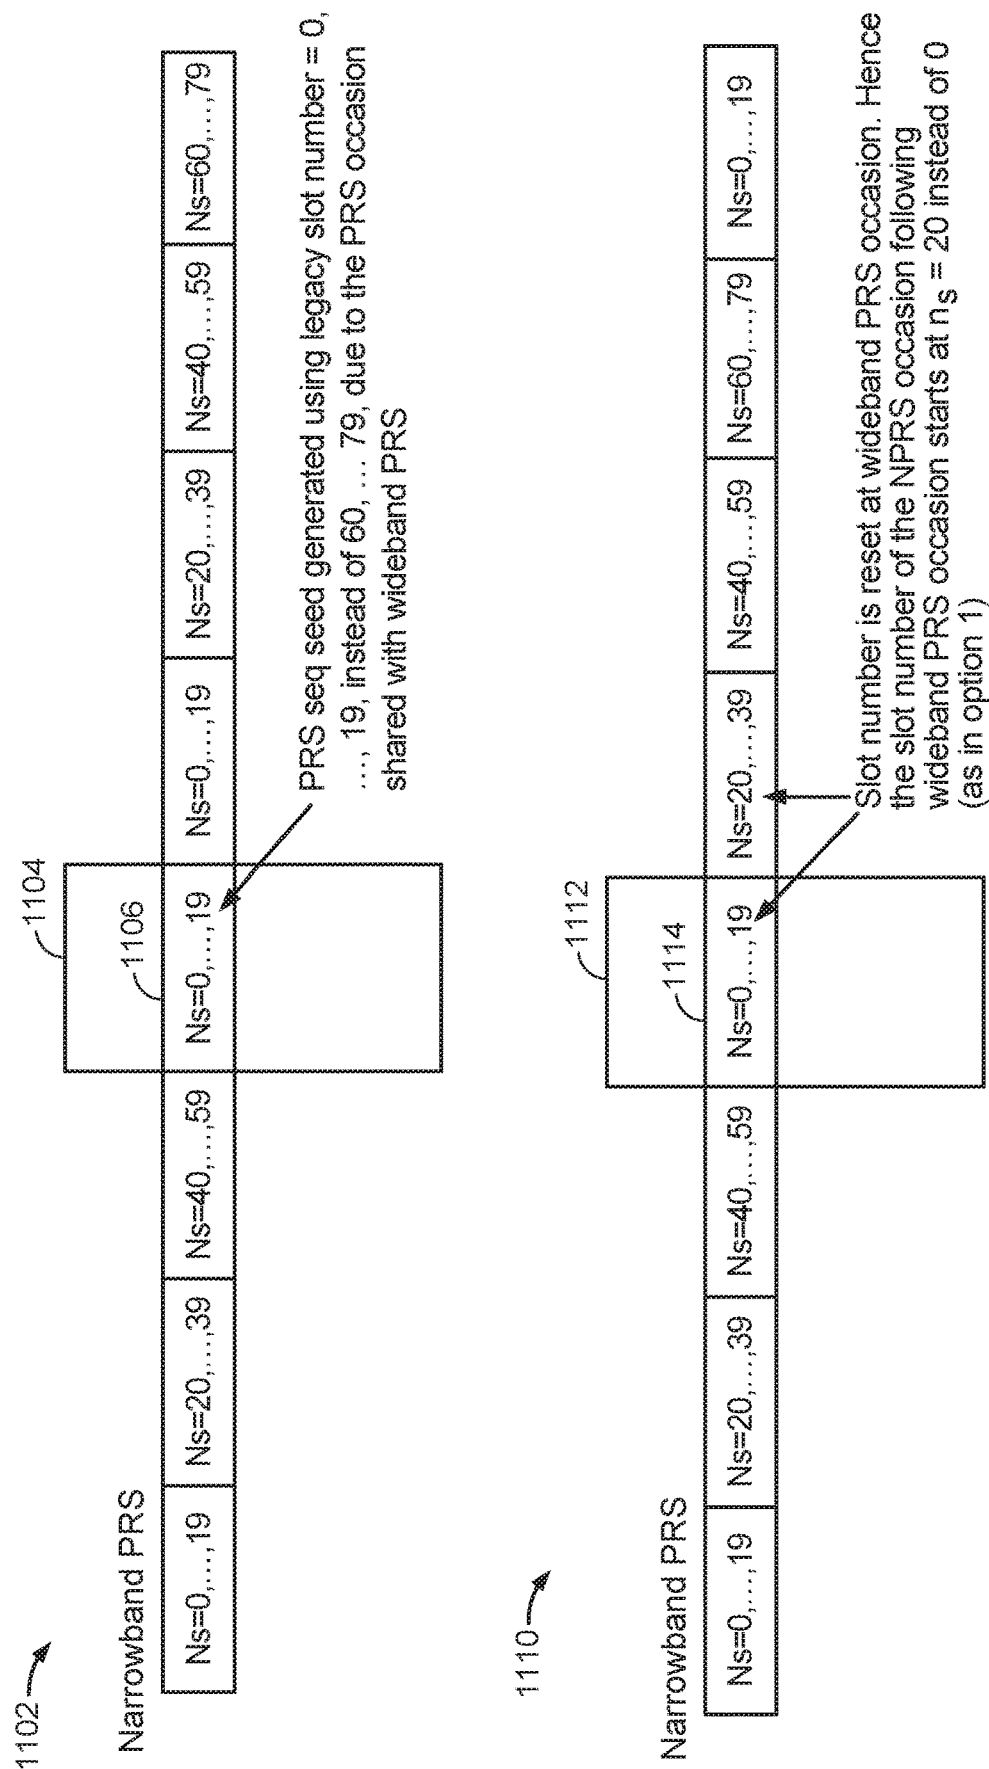 1102
Narrowband PRS
1104
1106
Ns=0,...,19
Ns=20,...,39
Ns=40,...,59
Ns=0,...,19
Ns=0,...,19
Ns=20,...,39
Ns=40,...,59
Ns=60,...,79
PRS seq seed generated using legacy slot number = 0,
..., 19, instead of 60, ... 79, due to the PRS occasion
shared with wideband PRS
1110
Narrowband PRS
1112
1114
Ns=0,...,19
Ns=20,...,39
Ns=40,...,59
Ns=0,...,19
Ns=20,...,39
Ns=40,...,59
Ns=60,...,79
Ns=0,...,19
Slot number is reset at wideband PRS occasion. Hence
the slot number of the NPRS occasion following
wideband PRS occasion starts at nₛ = 20 instead of 0
(as in option 1)